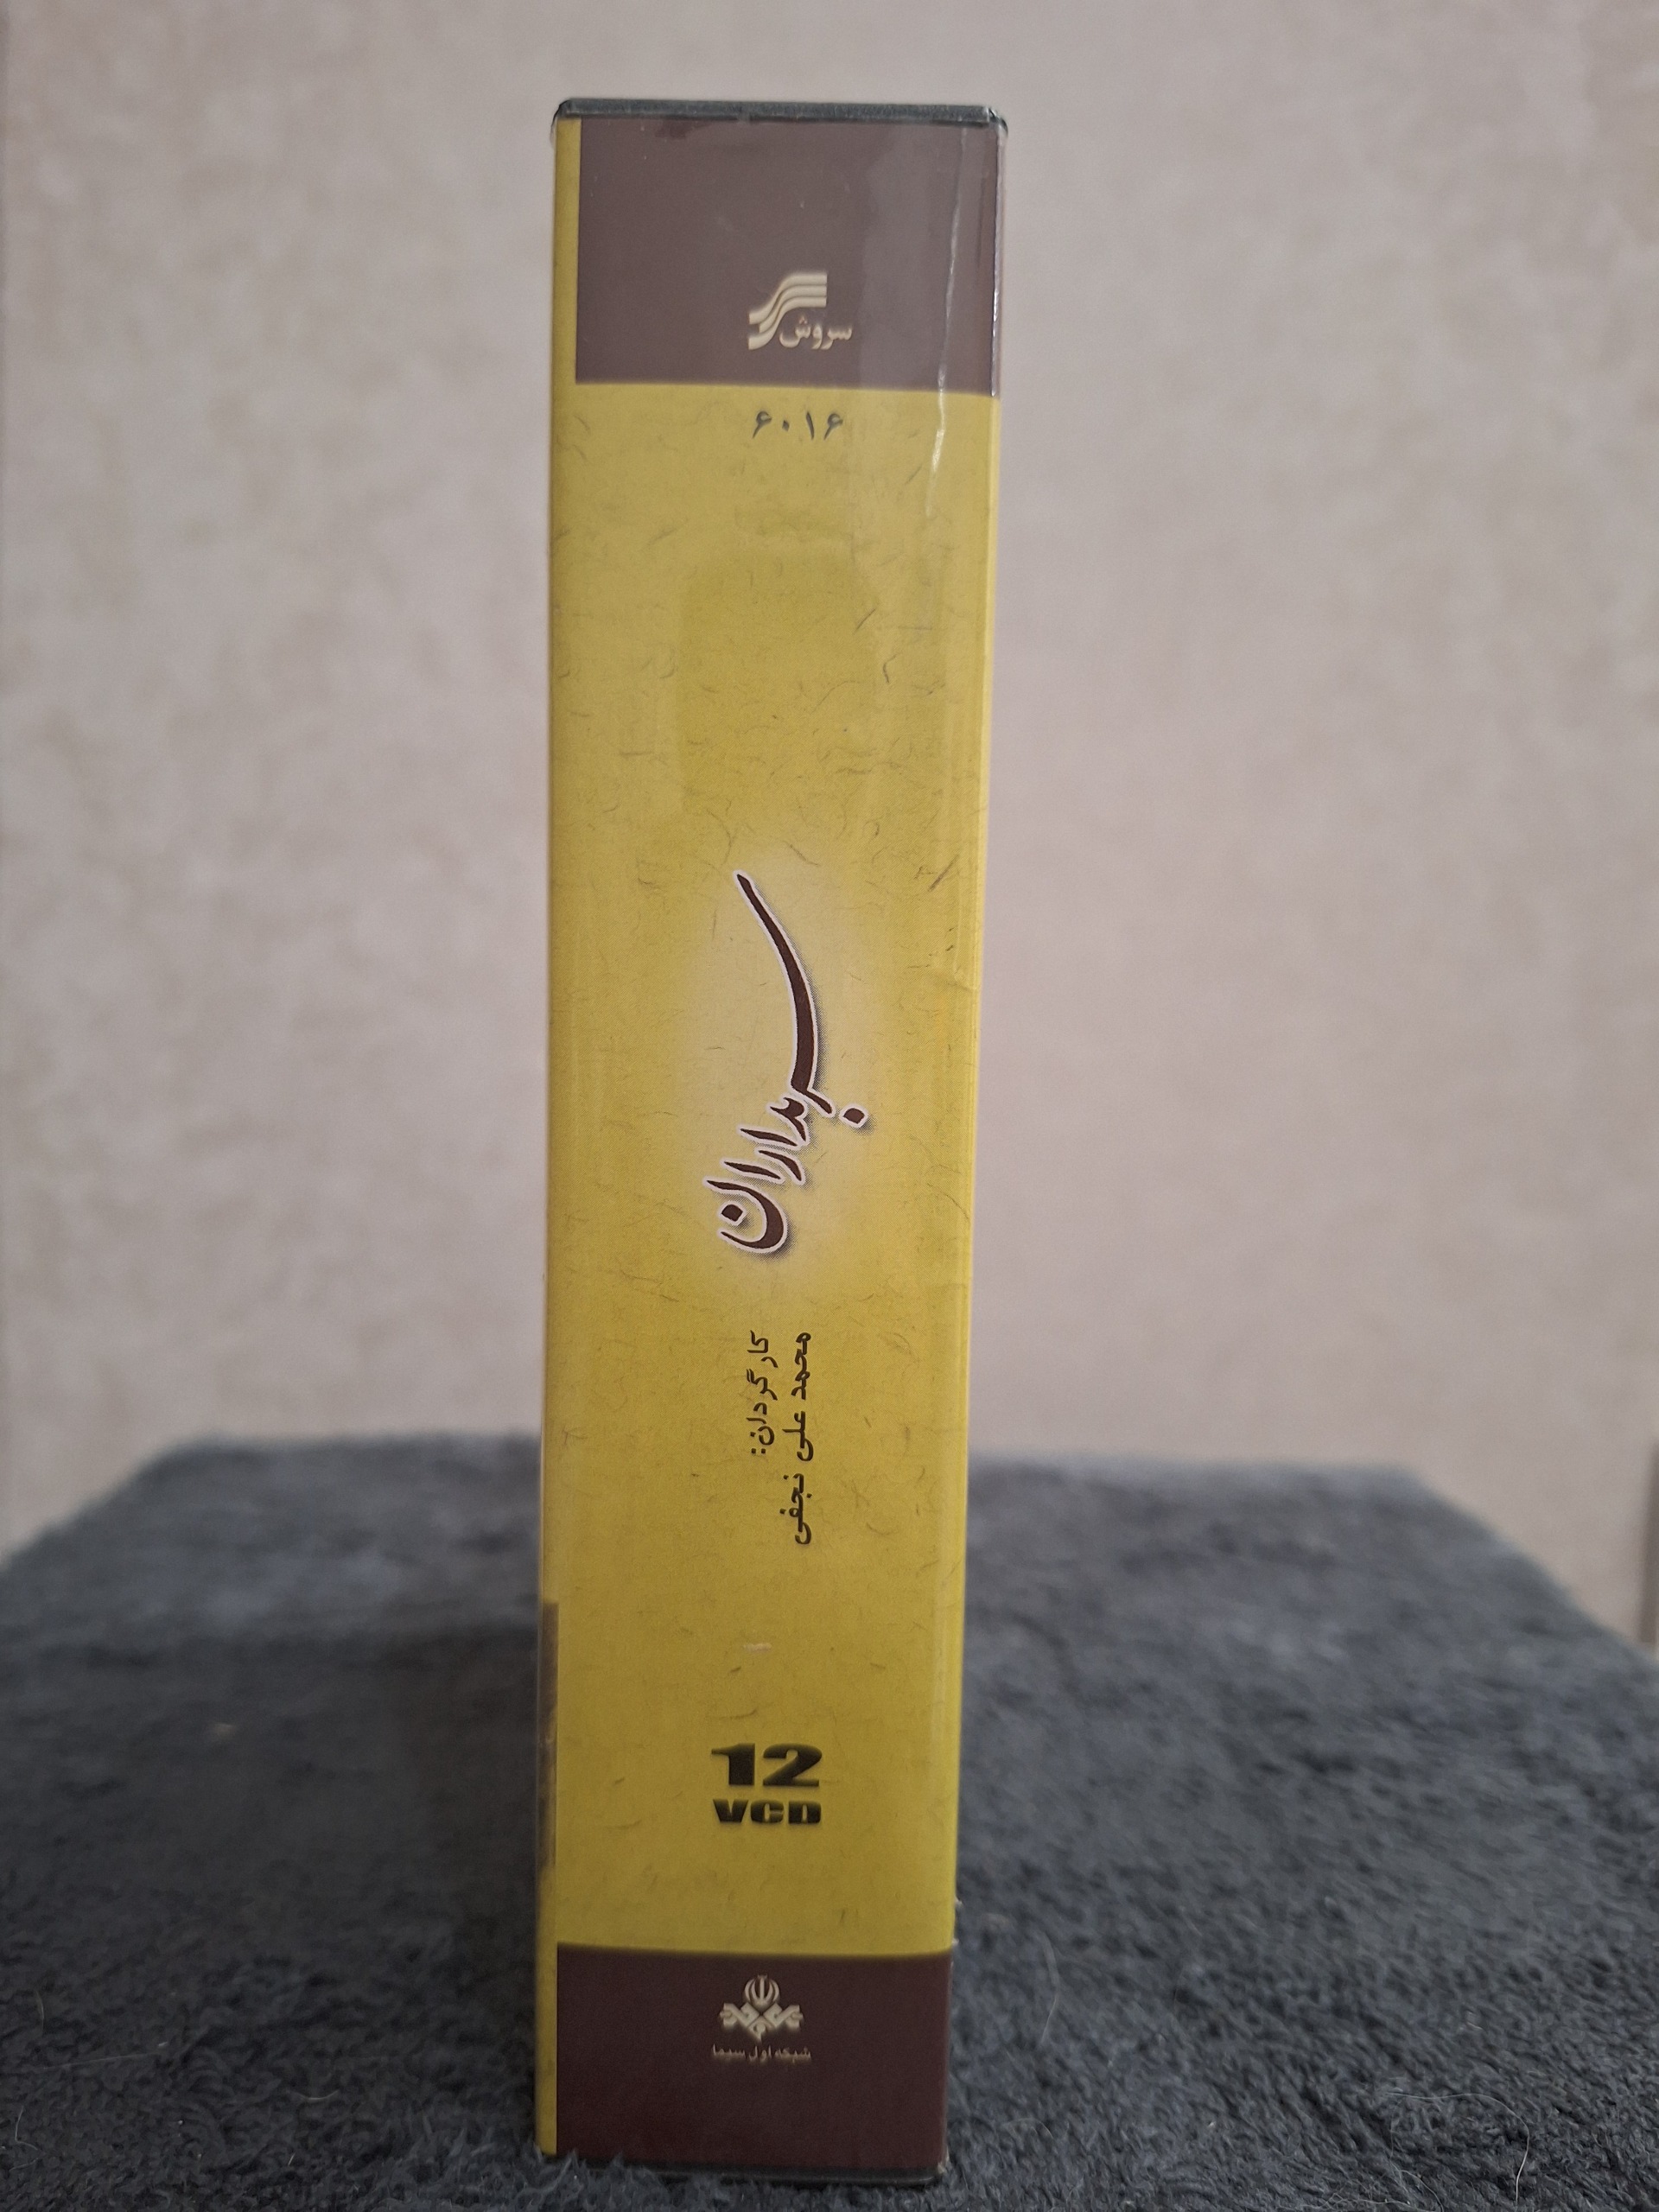 سروش
۶۰۱۶
سربداران
کارگردان:
محمد علی نجفی
12
VCD
شبکه اول سیما